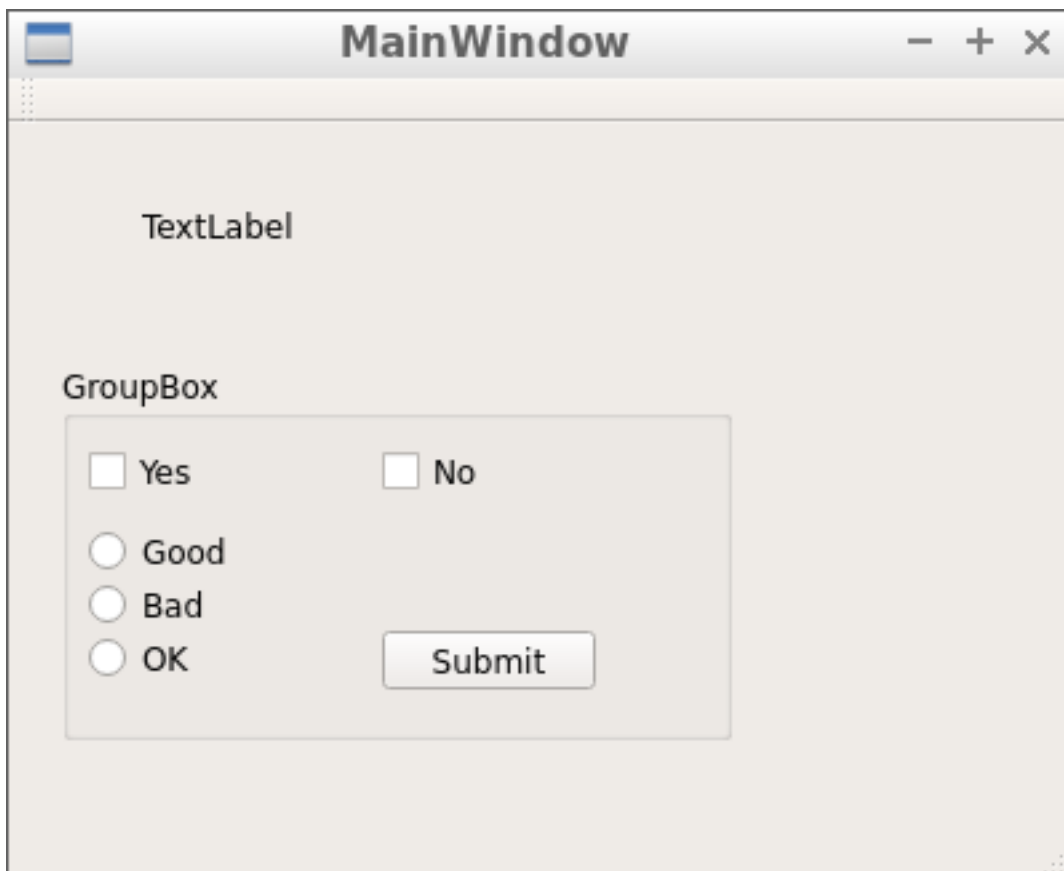 MainWindow
TextLabel
GroupBox
Yes No
Good
Bad
OK Submit